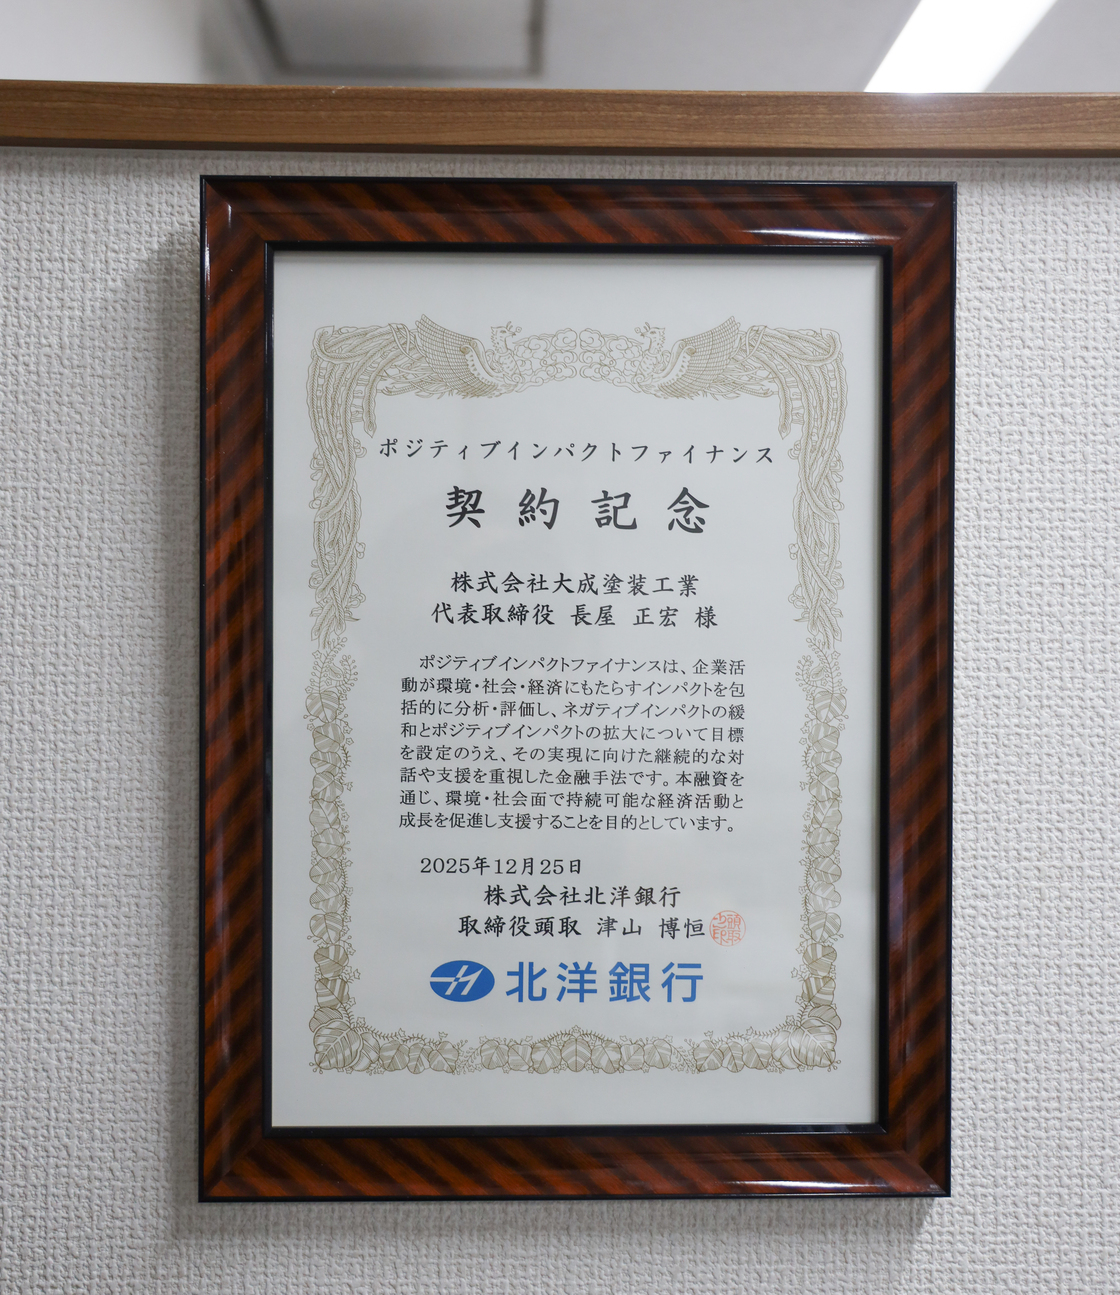 ポジティブインパクトファイナンス
契約記念
株式会社大成塗装工業
代表取締役 長屋 正宏 様
ポジティブインパクトファイナンスは、企業活
動が環境・社会・経済にもたらすインパクトを包
括的に分析・評価し、ネガティブインパクトの緩
和とポジティブインパクトの拡大について目標
を設定のうえ、その実現に向けた継続的な対
話や支援を重視した金融手法です。本融資を
通じ、環境・社会面で持続可能な経済活動と
成長を促進し支援することを目的としています。
2025年12月25日
株式会社北洋銀行
取締役頭取 津山 博恒
頭取之印
北洋銀行